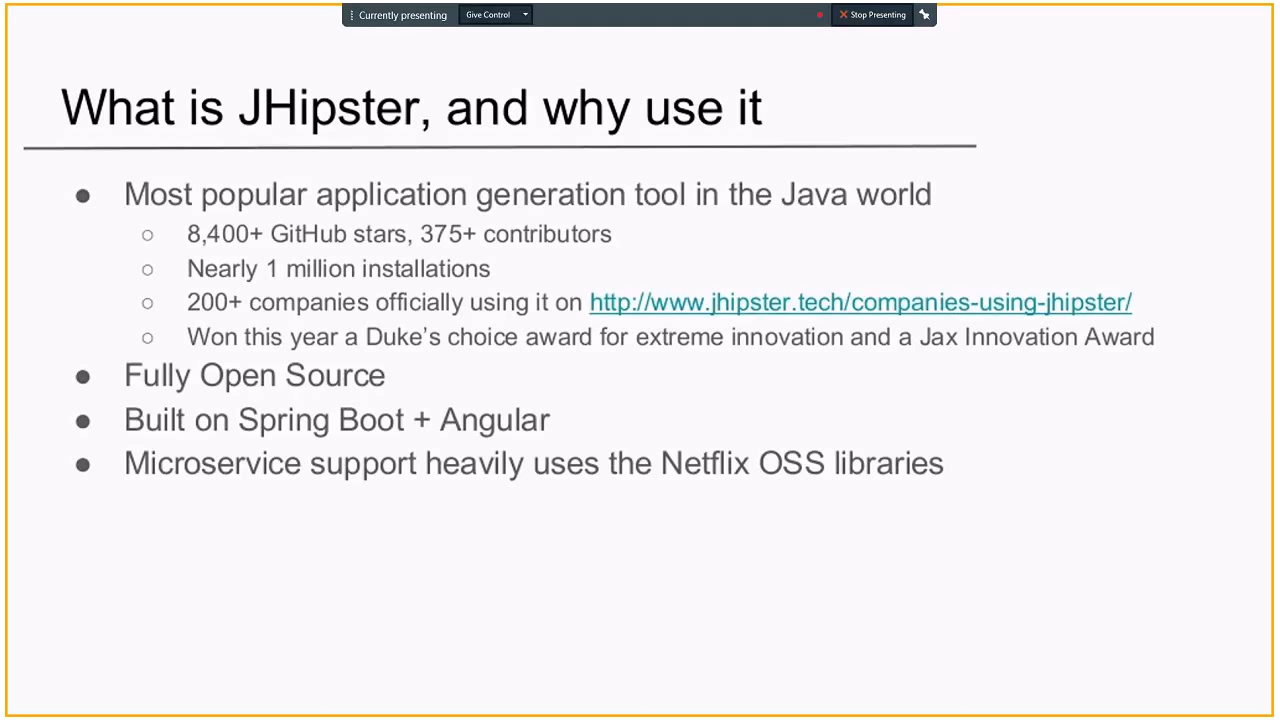 Currently presenting Give Control Stop Presenting
What is JHipster, and why use it
● Most popular application generation tool in the Java world
○ 8,400+ GitHub stars, 375+ contributors
○ Nearly 1 million installations
○ 200+ companies officially using it on http://www.jhipster.tech/companies-using-jhipster/
○ Won this year a Duke’s choice award for extreme innovation and a Jax Innovation Award
● Fully Open Source
● Built on Spring Boot + Angular
● Microservice support heavily uses the Netflix OSS libraries